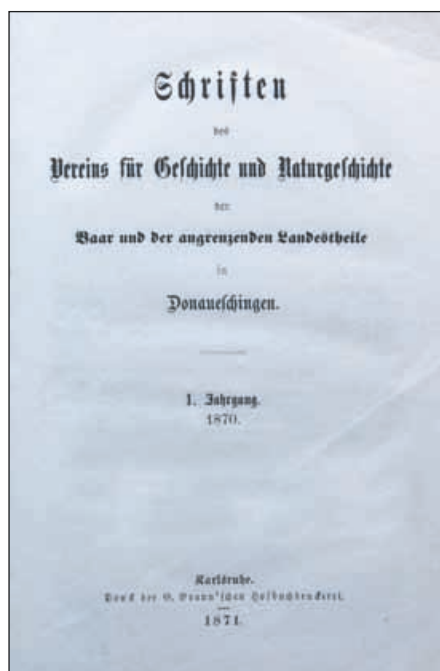 Schriften
des
Vereins für Geschichte und Naturgeschichte
der
Baar und der angrenzenden Landestheile
in
Donaueschingen.
1. Jahrgang.
1870.
Karlsruhe.
Druck der G. Braun'schen Hofbuchdruckerei.
1871.